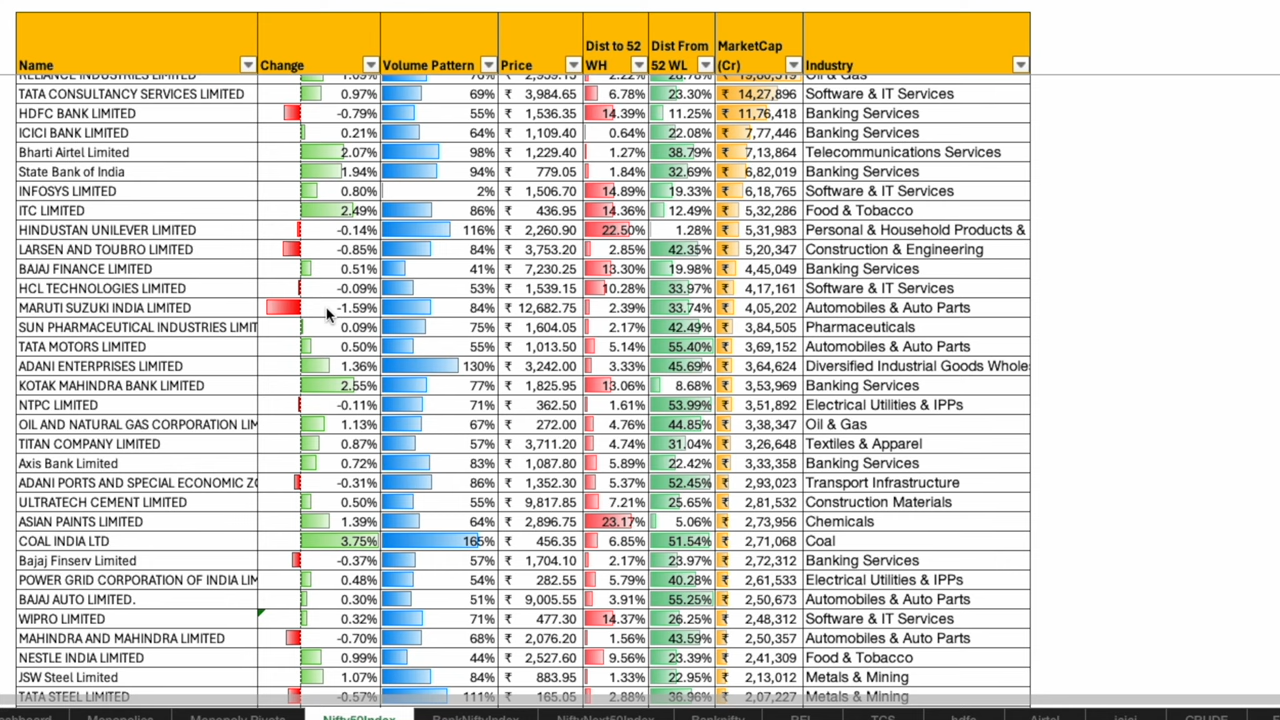 Dist to 52 Dist From MarketCap
Name Change Volume Pattern Price WH 52 WL (Cr) Industry
RELIANCE INDUSTRIES LIMITED 1.09% 2.22% Oil & Gas
TATA CONSULTANCY SERVICES LIMITED 0.97% 69% ₹ 3,984.65 6.78% 23.30% ₹ 14,27,896 Software & IT Services
HDFC BANK LIMITED -0.79% 55% ₹ 1,536.35 14.39% 11.25% ₹ 11,76,418 Banking Services
ICICI BANK LIMITED 0.21% 64% ₹ 1,109.40 0.64% 22.08% ₹ 7,77,446 Banking Services
Bharti Airtel Limited 2.07% 98% ₹ 1,229.40 1.27% 38.79% ₹ 7,13,864 Telecommunications Services
State Bank of India 1.94% 94% ₹ 779.05 1.84% 32.69% ₹ 6,82,019 Banking Services
INFOSYS LIMITED 0.80% 2% ₹ 1,506.70 14.89% 19.33% ₹ 6,18,765 Software & IT Services
ITC LIMITED 2.49% 86% ₹ 436.95 14.36% 12.49% ₹ 5,32,286 Food & Tobacco
HINDUSTAN UNILEVER LIMITED -0.14% 116% ₹ 2,260.90 22.50% 1.28% ₹ 5,31,983 Personal & Household Products &
LARSEN AND TOUBRO LIMITED -0.85% 84% ₹ 3,753.20 2.85% 42.35% ₹ 5,20,347 Construction & Engineering
BAJAJ FINANCE LIMITED 0.51% 41% ₹ 7,230.25 13.30% 19.98% ₹ 4,45,049 Banking Services
HCL TECHNOLOGIES LIMITED -0.09% 53% ₹ 1,539.15 10.28% 33.97% ₹ 4,17,161 Software & IT Services
MARUTI SUZUKI INDIA LIMITED -1.59% 84% ₹ 12,682.75 2.39% 33.74% ₹ 4,05,202 Automobiles & Auto Parts
SUN PHARMACEUTICAL INDUSTRIES LIMIT 0.09% 75% ₹ 1,604.05 2.17% 42.49% ₹ 3,84,505 Pharmaceuticals
TATA MOTORS LIMITED 0.50% 55% ₹ 1,013.50 5.14% 55.40% ₹ 3,69,152 Automobiles & Auto Parts
ADANI ENTERPRISES LIMITED 1.36% 130% ₹ 3,242.00 3.33% 45.69% ₹ 3,64,624 Diversified Industrial Goods Whole
KOTAK MAHINDRA BANK LIMITED 2.55% 77% ₹ 1,825.95 13.06% 8.68% ₹ 3,53,969 Banking Services
NTPC LIMITED -0.11% 71% ₹ 362.50 1.61% 53.99% ₹ 3,51,892 Electrical Utilities & IPPs
OIL AND NATURAL GAS CORPORATION LIM 1.13% 67% ₹ 272.00 4.76% 44.85% ₹ 3,38,347 Oil & Gas
TITAN COMPANY LIMITED 0.87% 57% ₹ 3,711.20 4.74% 31.04% ₹ 3,26,648 Textiles & Apparel
Axis Bank Limited 0.72% 83% ₹ 1,087.80 5.89% 22.42% ₹ 3,33,358 Banking Services
ADANI PORTS AND SPECIAL ECONOMIC ZO -0.31% 86% ₹ 1,352.30 5.37% 52.45% ₹ 2,93,023 Transport Infrastructure
ULTRATECH CEMENT LIMITED 0.50% 55% ₹ 9,817.85 7.21% 25.65% ₹ 2,81,532 Construction Materials
ASIAN PAINTS LIMITED 1.39% 64% ₹ 2,896.75 23.17% 5.06% ₹ 2,73,956 Chemicals
COAL INDIA LTD 3.75% 165% ₹ 456.35 6.85% 51.54% ₹ 2,71,068 Coal
Bajaj Finserv Limited -0.37% 57% ₹ 1,704.10 2.17% 23.97% ₹ 2,72,312 Banking Services
POWER GRID CORPORATION OF INDIA LIM 0.48% 54% ₹ 282.55 5.79% 40.28% ₹ 2,61,533 Electrical Utilities & IPPs
BAJAJ AUTO LIMITED. 0.30% 51% ₹ 9,005.55 3.91% 55.25% ₹ 2,50,673 Automobiles & Auto Parts
WIPRO LIMITED 0.32% 71% ₹ 477.30 14.37% 26.25% ₹ 2,48,312 Software & IT Services
MAHINDRA AND MAHINDRA LIMITED -0.70% 68% ₹ 2,076.20 1.56% 43.59% ₹ 2,50,357 Automobiles & Auto Parts
NESTLE INDIA LIMITED 0.99% 44% ₹ 2,527.60 9.56% 23.39% ₹ 2,41,309 Food & Tobacco
JSW Steel Limited 1.07% 84% ₹ 883.95 1.33% 22.95% ₹ 2,13,012 Metals & Mining
TATA STEEL LIMITED -0.57% 111% ₹ 165.05 2.88% 36.96% ₹ 2,07,227 Metals & Mining
Nifty50Index